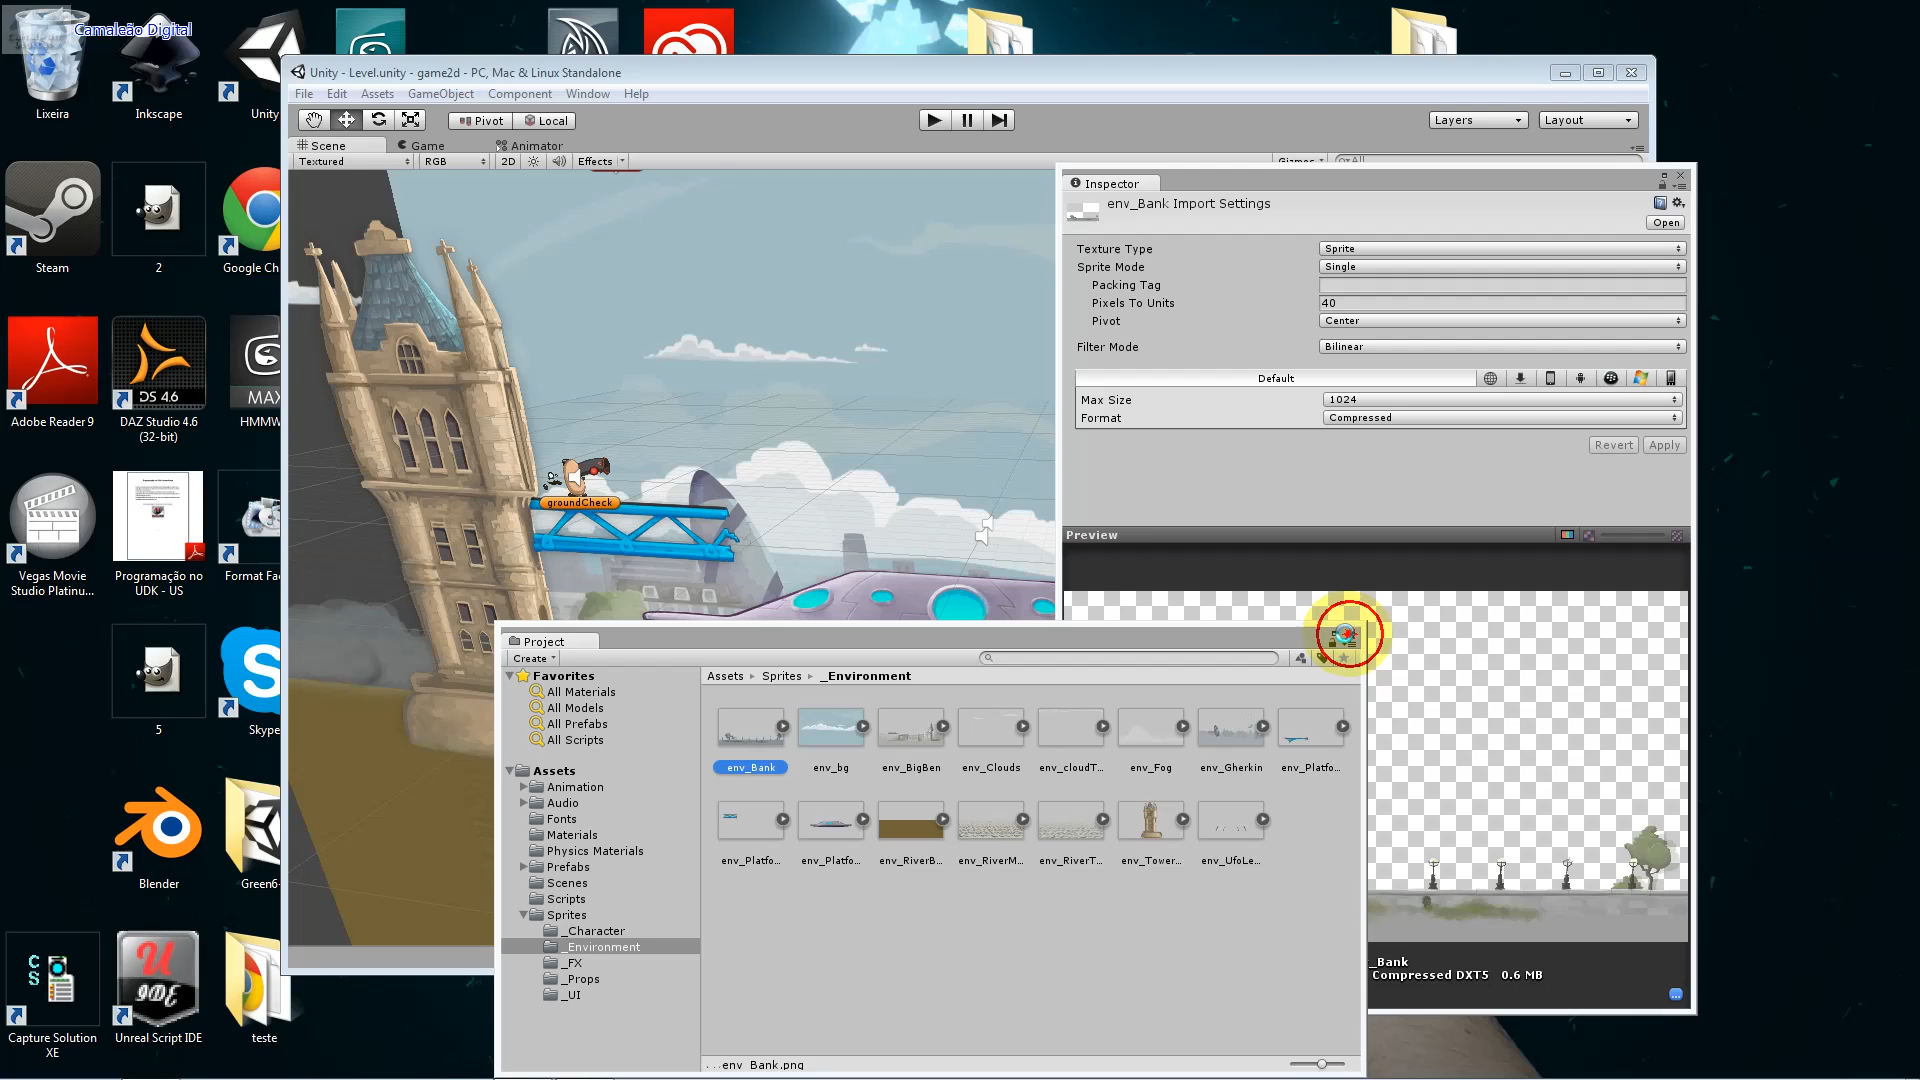 Camaleão Digital
Lixeira
Inkscape
Unity
Steam
2
Google Ch
Adobe Reader 9
DS 4.6
DAZ Studio 4.6
(32-bit)
MAX
HMMW
Vegas Movie
Studio Platinu...
Programação no
UDK - US
Format Fac
5
Skype
Blender
Green6-
CS
Capture Solution
XE
U
IDE
Unreal Script IDE
teste
Unity - Level.unity - game2d - PC, Mac & Linux Standalone
File Edit Assets GameObject Component Window Help
Pivot Local
Layers Layout
Scene Game Animator
Textured RGB 2D Effects Gizmos All
groundCheck
Inspector
env_Bank Import Settings
Open
Texture Type Sprite
Sprite Mode Single
Packing Tag
Pixels To Units 40
Pivot Center
Filter Mode Bilinear
Default
Max Size 1024
Format Compressed
Revert Apply
Preview
_Bank
Compressed DXT5 0.6 MB
Project
Create
Favorites
All Materials
All Models
All Prefabs
All Scripts
Assets
Animation
Audio
Fonts
Materials
Physics Materials
Prefabs
Scenes
Scripts
Sprites
_Character
_Environment
_FX
_Props
_UI
Assets Sprites _Environment
env_Bank env_bg env_BigBen env_Clouds env_cloudT... env_Fog env_Gherkin env_Platfo...
env_Platfo... env_Platfo... env_RiverB... env_RiverM... env_RiverT... env_Tower... env_UfoLe...
env_Bank.png